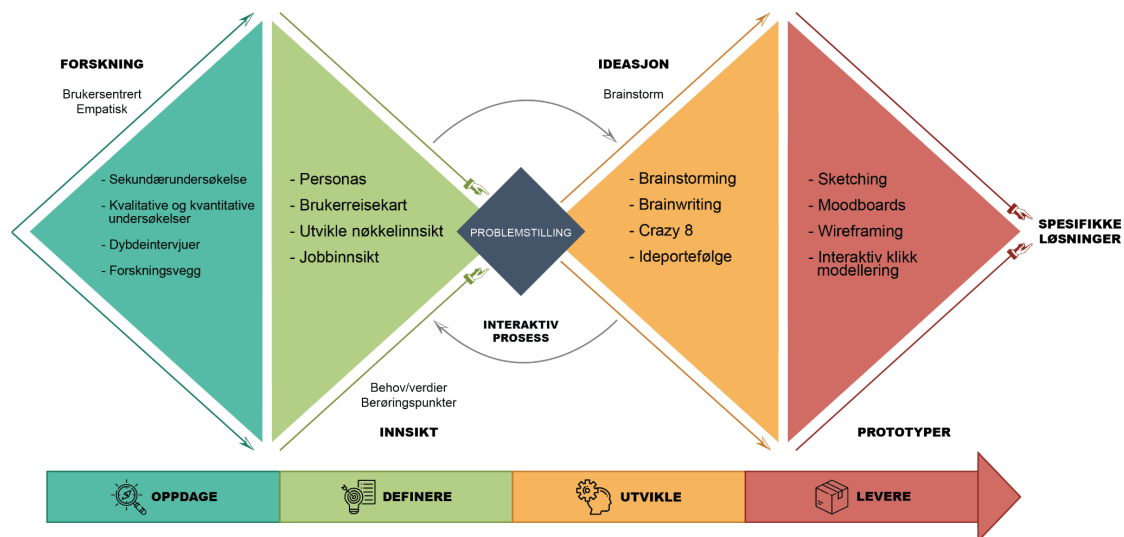 FORSKNING
Brukersentrert
Empatisk
- Sekundærundersøkelse
- Kvalitative og kvantitative
undersøkelser
- Dybdeintervjuer
- Forskningsvegg
- Personas
- Brukerreisekart
- Utvikle nøkkelinnsikt
- Jobbinnsikt
Behov/verdier
Berøringspunkter
INNSIKT
PROBLEMSTILLING
INTERAKTIV
PROSESS
IDEASJON
Brainstorm
- Brainstorming
- Brainwriting
- Crazy 8
- Ideportefølge
- Sketching
- Moodboards
- Wireframing
- Interaktiv klikk
modellering
PROTOTYPER
SPESIFIKKE
LØSNINGER
OPPDAGE
DEFINERE
UTVIKLE
LEVERE